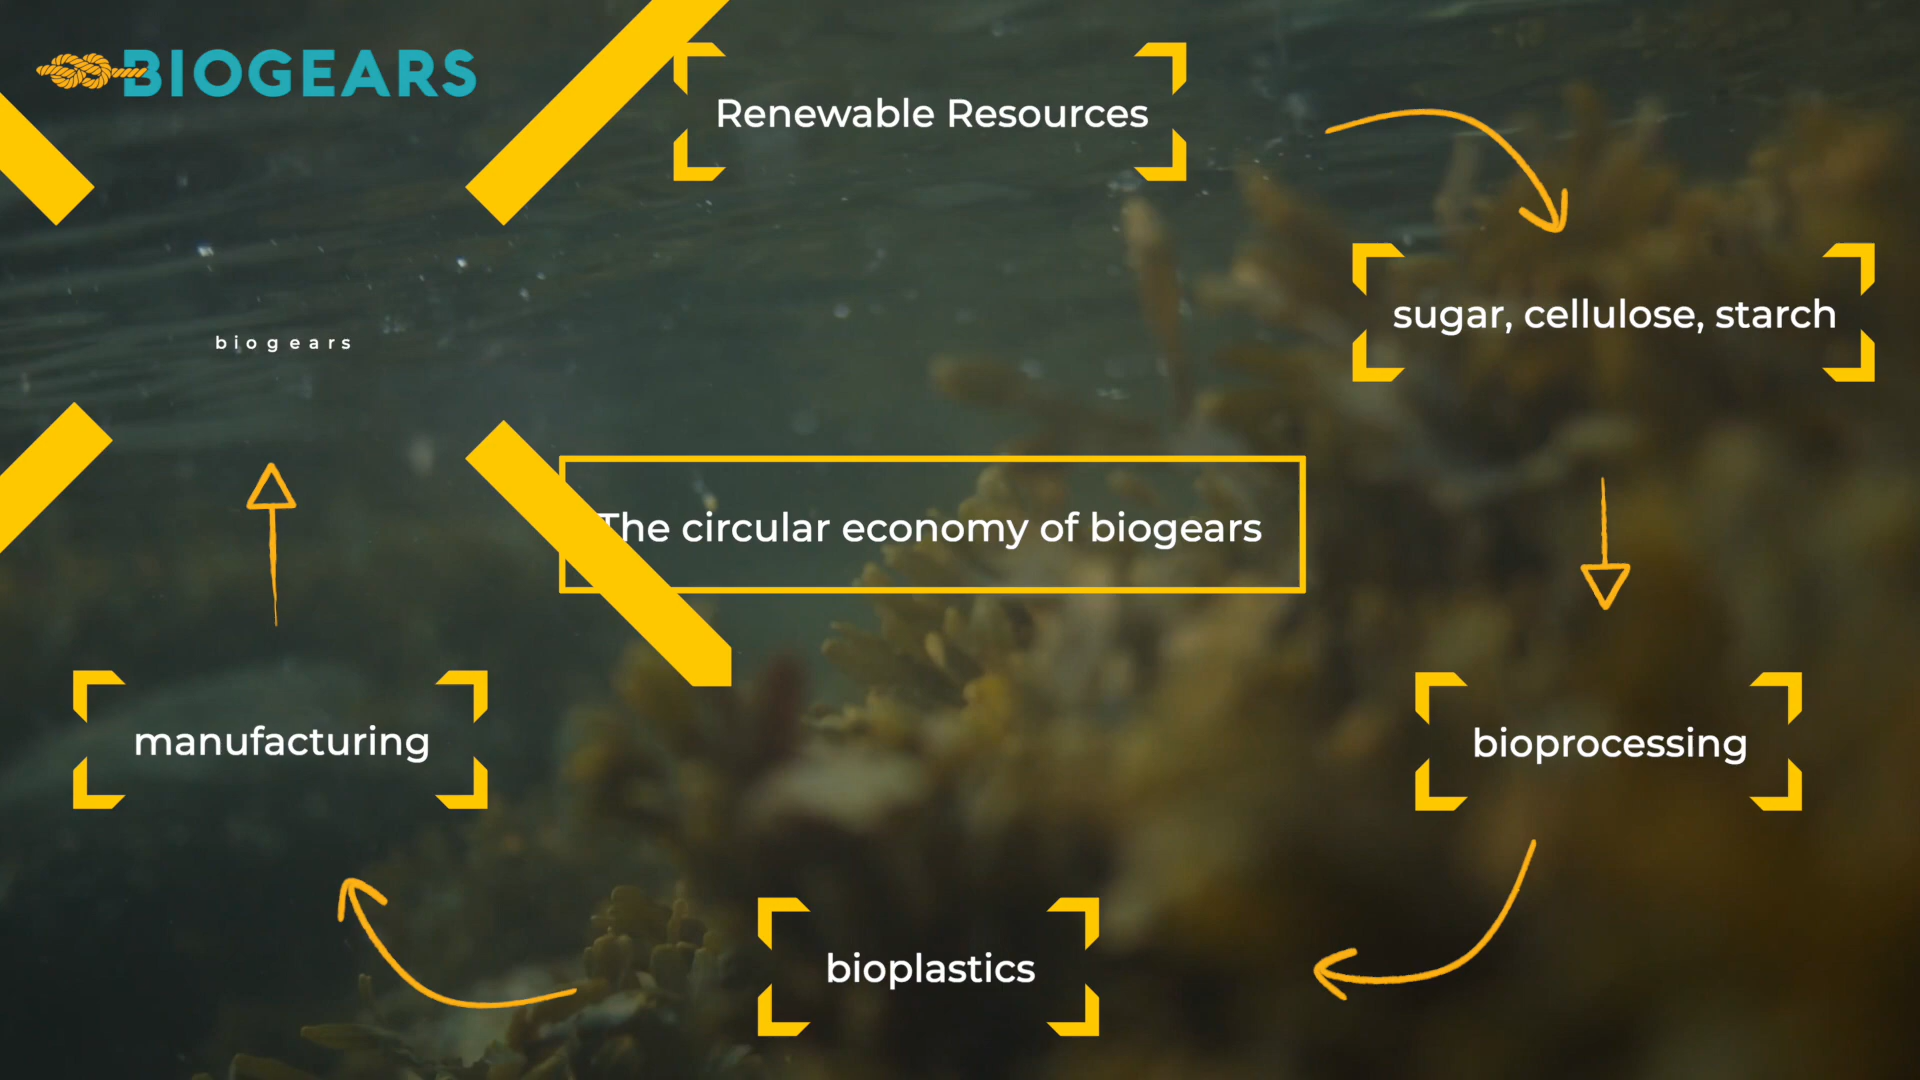 BIOGEARS
Renewable Resources
sugar, cellulose, starch
biogears
The circular economy of biogears
manufacturing
bioprocessing
bioplastics